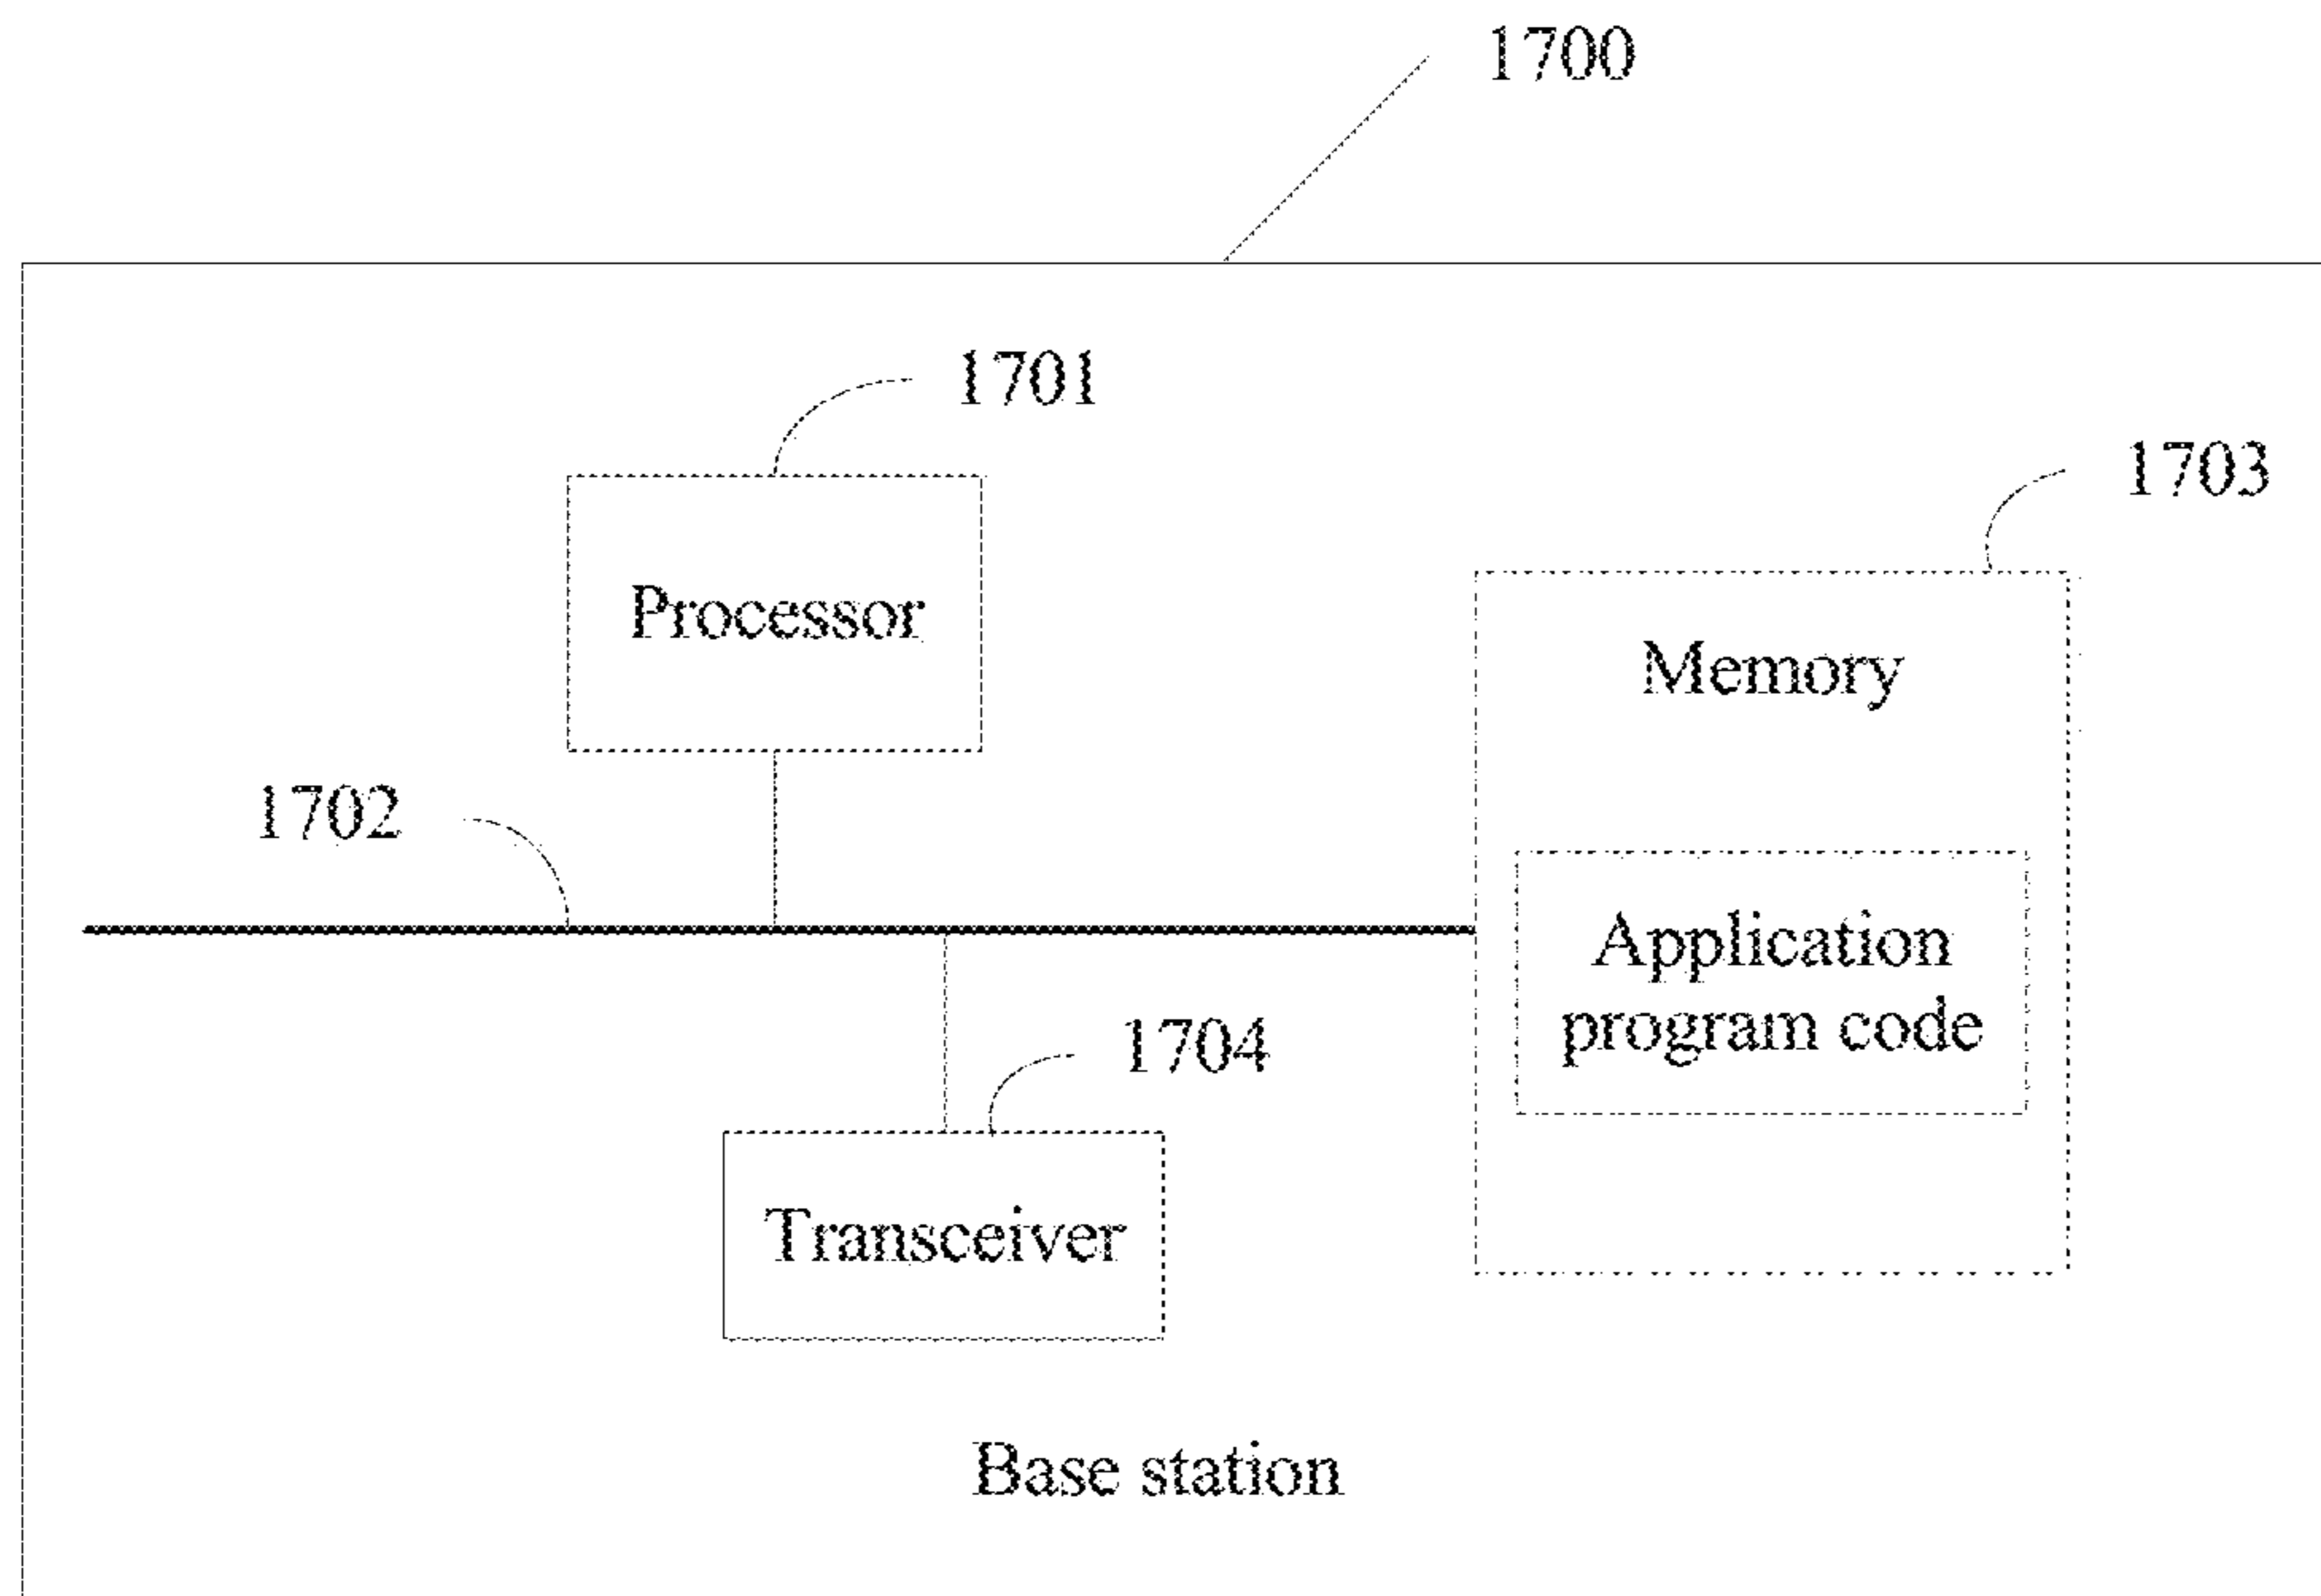 1700
1701
1703
Processor
Memory
1702
Application
program code
1704
Transceiver
Base station